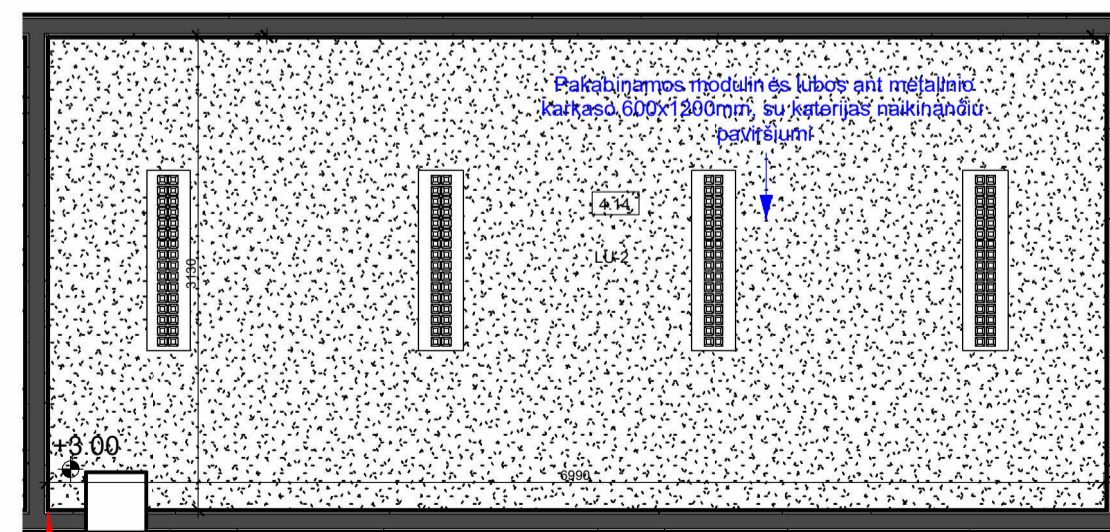 Pakabinamos modulinės lubos ant metalinio
karkaso 600x1200mm, su katerijas naikinančiu
paviršiumi
4.14
LU-2
3130
+3.00
6990